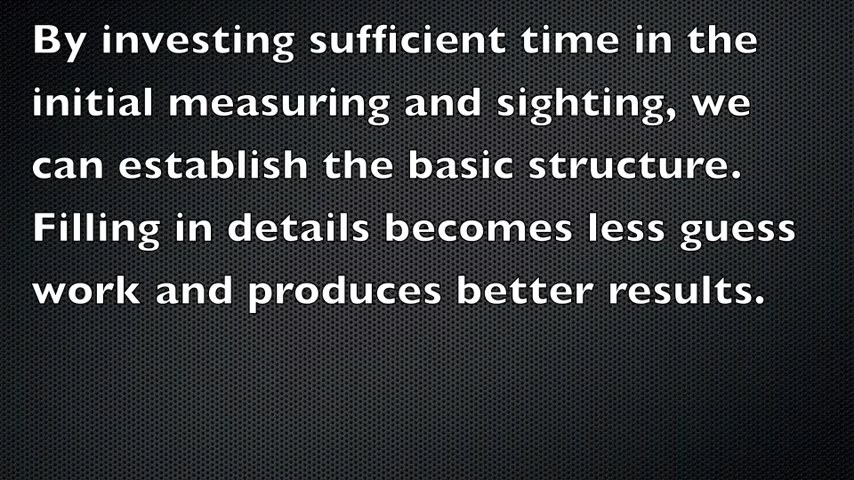 By investing sufficient time in the
initial measuring and sighting, we
can establish the basic structure.
Filling in details becomes less guess
work and produces better results.